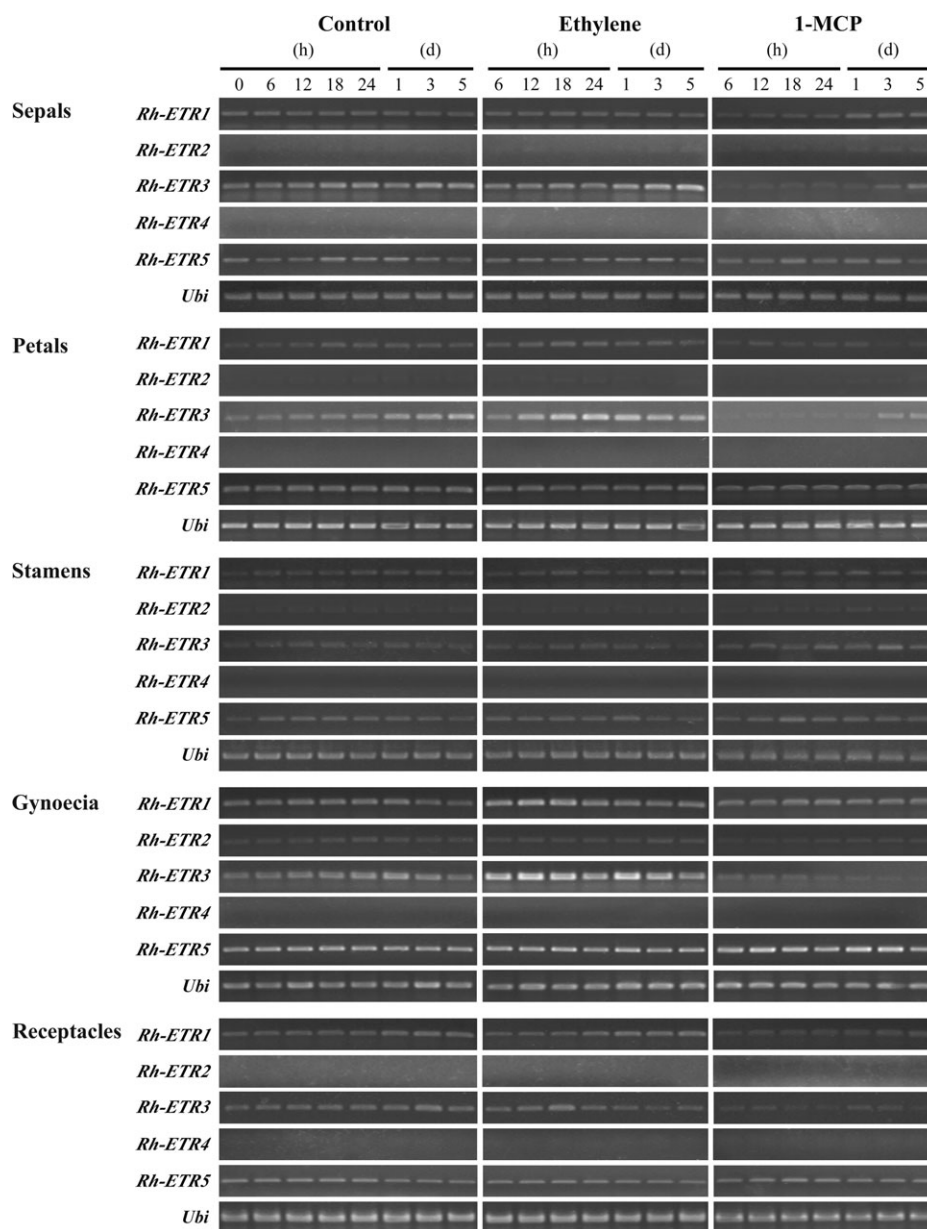 Control Ethylene 1-MCP
(h) (d) (h) (d) (h) (d)
0 6 12 18 24 1 3 5 6 12 18 24 1 3 5 6 12 18 24 1 3 5
Sepals Rh-ETR1
Rh-ETR2
Rh-ETR3
Rh-ETR4
Rh-ETR5
Ubi
Petals Rh-ETR1
Rh-ETR2
Rh-ETR3
Rh-ETR4
Rh-ETR5
Ubi
Stamens Rh-ETR1
Rh-ETR2
Rh-ETR3
Rh-ETR4
Rh-ETR5
Ubi
Gynoecia Rh-ETR1
Rh-ETR2
Rh-ETR3
Rh-ETR4
Rh-ETR5
Ubi
Receptacles Rh-ETR1
Rh-ETR2
Rh-ETR3
Rh-ETR4
Rh-ETR5
Ubi